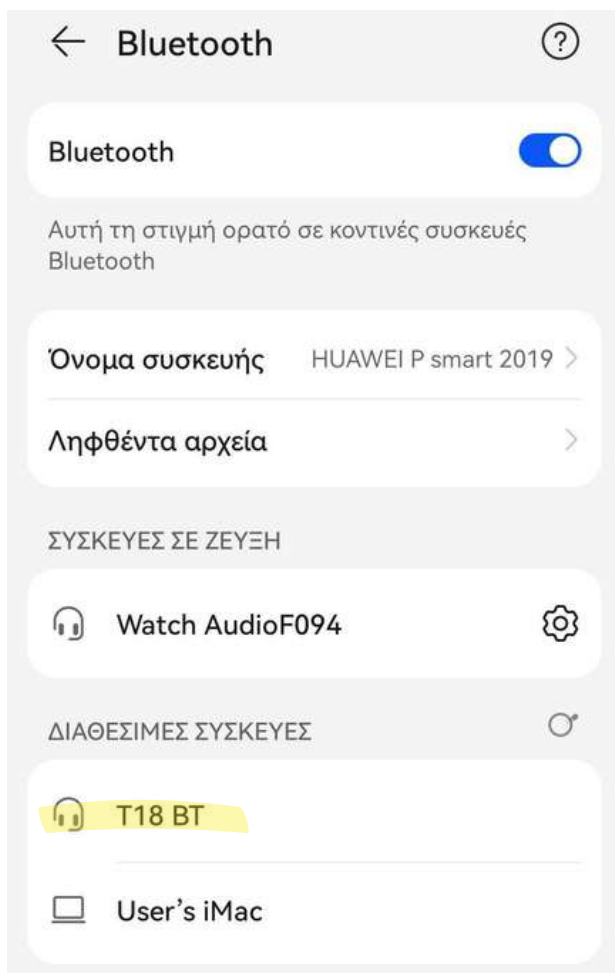 Bluetooth
Bluetooth
Αυτή τη στιγμή ορατό σε κοντινές συσκευές
Bluetooth
Όνομα συσκευής HUAWEI P smart 2019
Ληφθέντα αρχεία
ΣΥΣΚΕΥΕΣ ΣΕ ΖΕΥΞΗ
Watch AudioF094
ΔΙΑΘΕΣΙΜΕΣ ΣΥΣΚΕΥΕΣ
T18 BT
User’s iMac